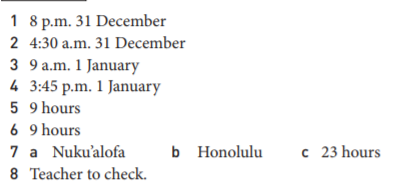 1 8 p.m. 31 December
2 4:30 a.m. 31 December
3 9 a.m. 1 January
4 3:45 p.m. 1 January
5 9 hours
6 9 hours
7 a Nuku'alofa b Honolulu c 23 hours
8 Teacher to check.